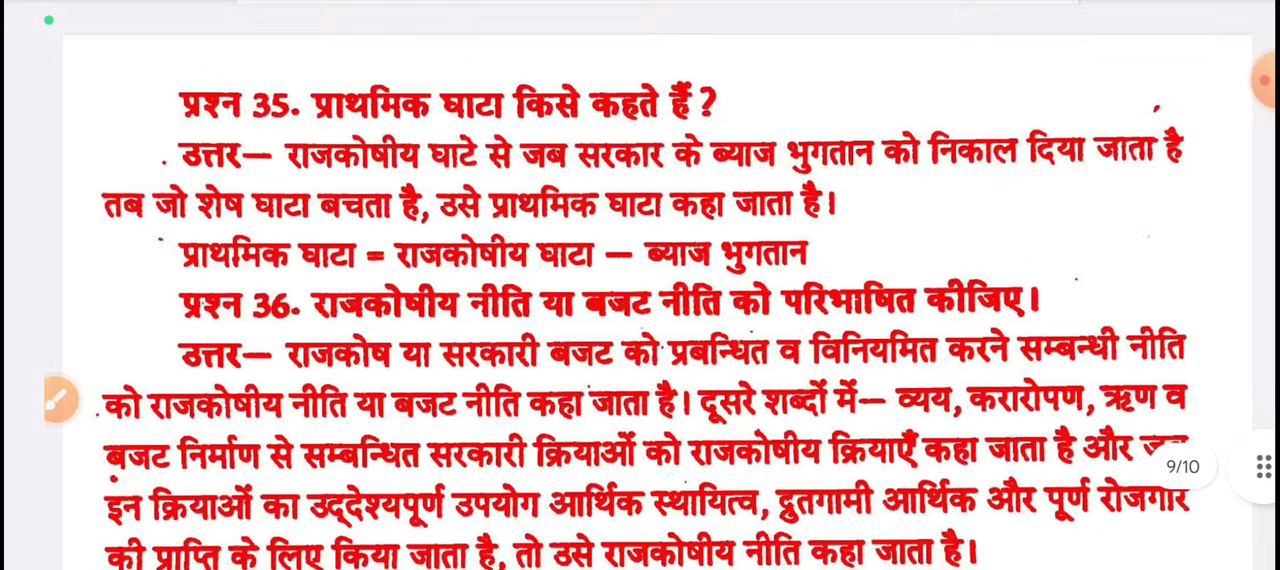 प्रश्न 35. प्राथमिक घाटा किसे कहते हैं ?
उत्तर— राजकोषीय घाटे से जब सरकार के ब्याज भुगतान को निकाल दिया जाता है
तब जो शेष घाटा बचता है, उसे प्राथमिक घाटा कहा जाता है।
प्राथमिक घाटा = राजकोषीय घाटा — ब्याज भुगतान
प्रश्न 36. राजकोषीय नीति या बजट नीति को परिभाषित कीजिए।
उत्तर— राजकोष या सरकारी बजट को प्रबन्धित व विनियमित करने सम्बन्धी नीति
को राजकोषीय नीति या बजट नीति कहा जाता है। दूसरे शब्दों में— व्यय, करारोपण, ऋण व
बजट निर्माण से सम्बन्धित सरकारी क्रियाओं को राजकोषीय क्रियाएँ कहा जाता है और
9/10
इन क्रियाओं का उद्देश्यपूर्ण उपयोग आर्थिक स्थायित्व, द्रुतगामी आर्थिक और पूर्ण रोजगार
की प्राप्ति के लिए किया जाता है, तो उसे राजकोषीय नीति कहा जाता है।